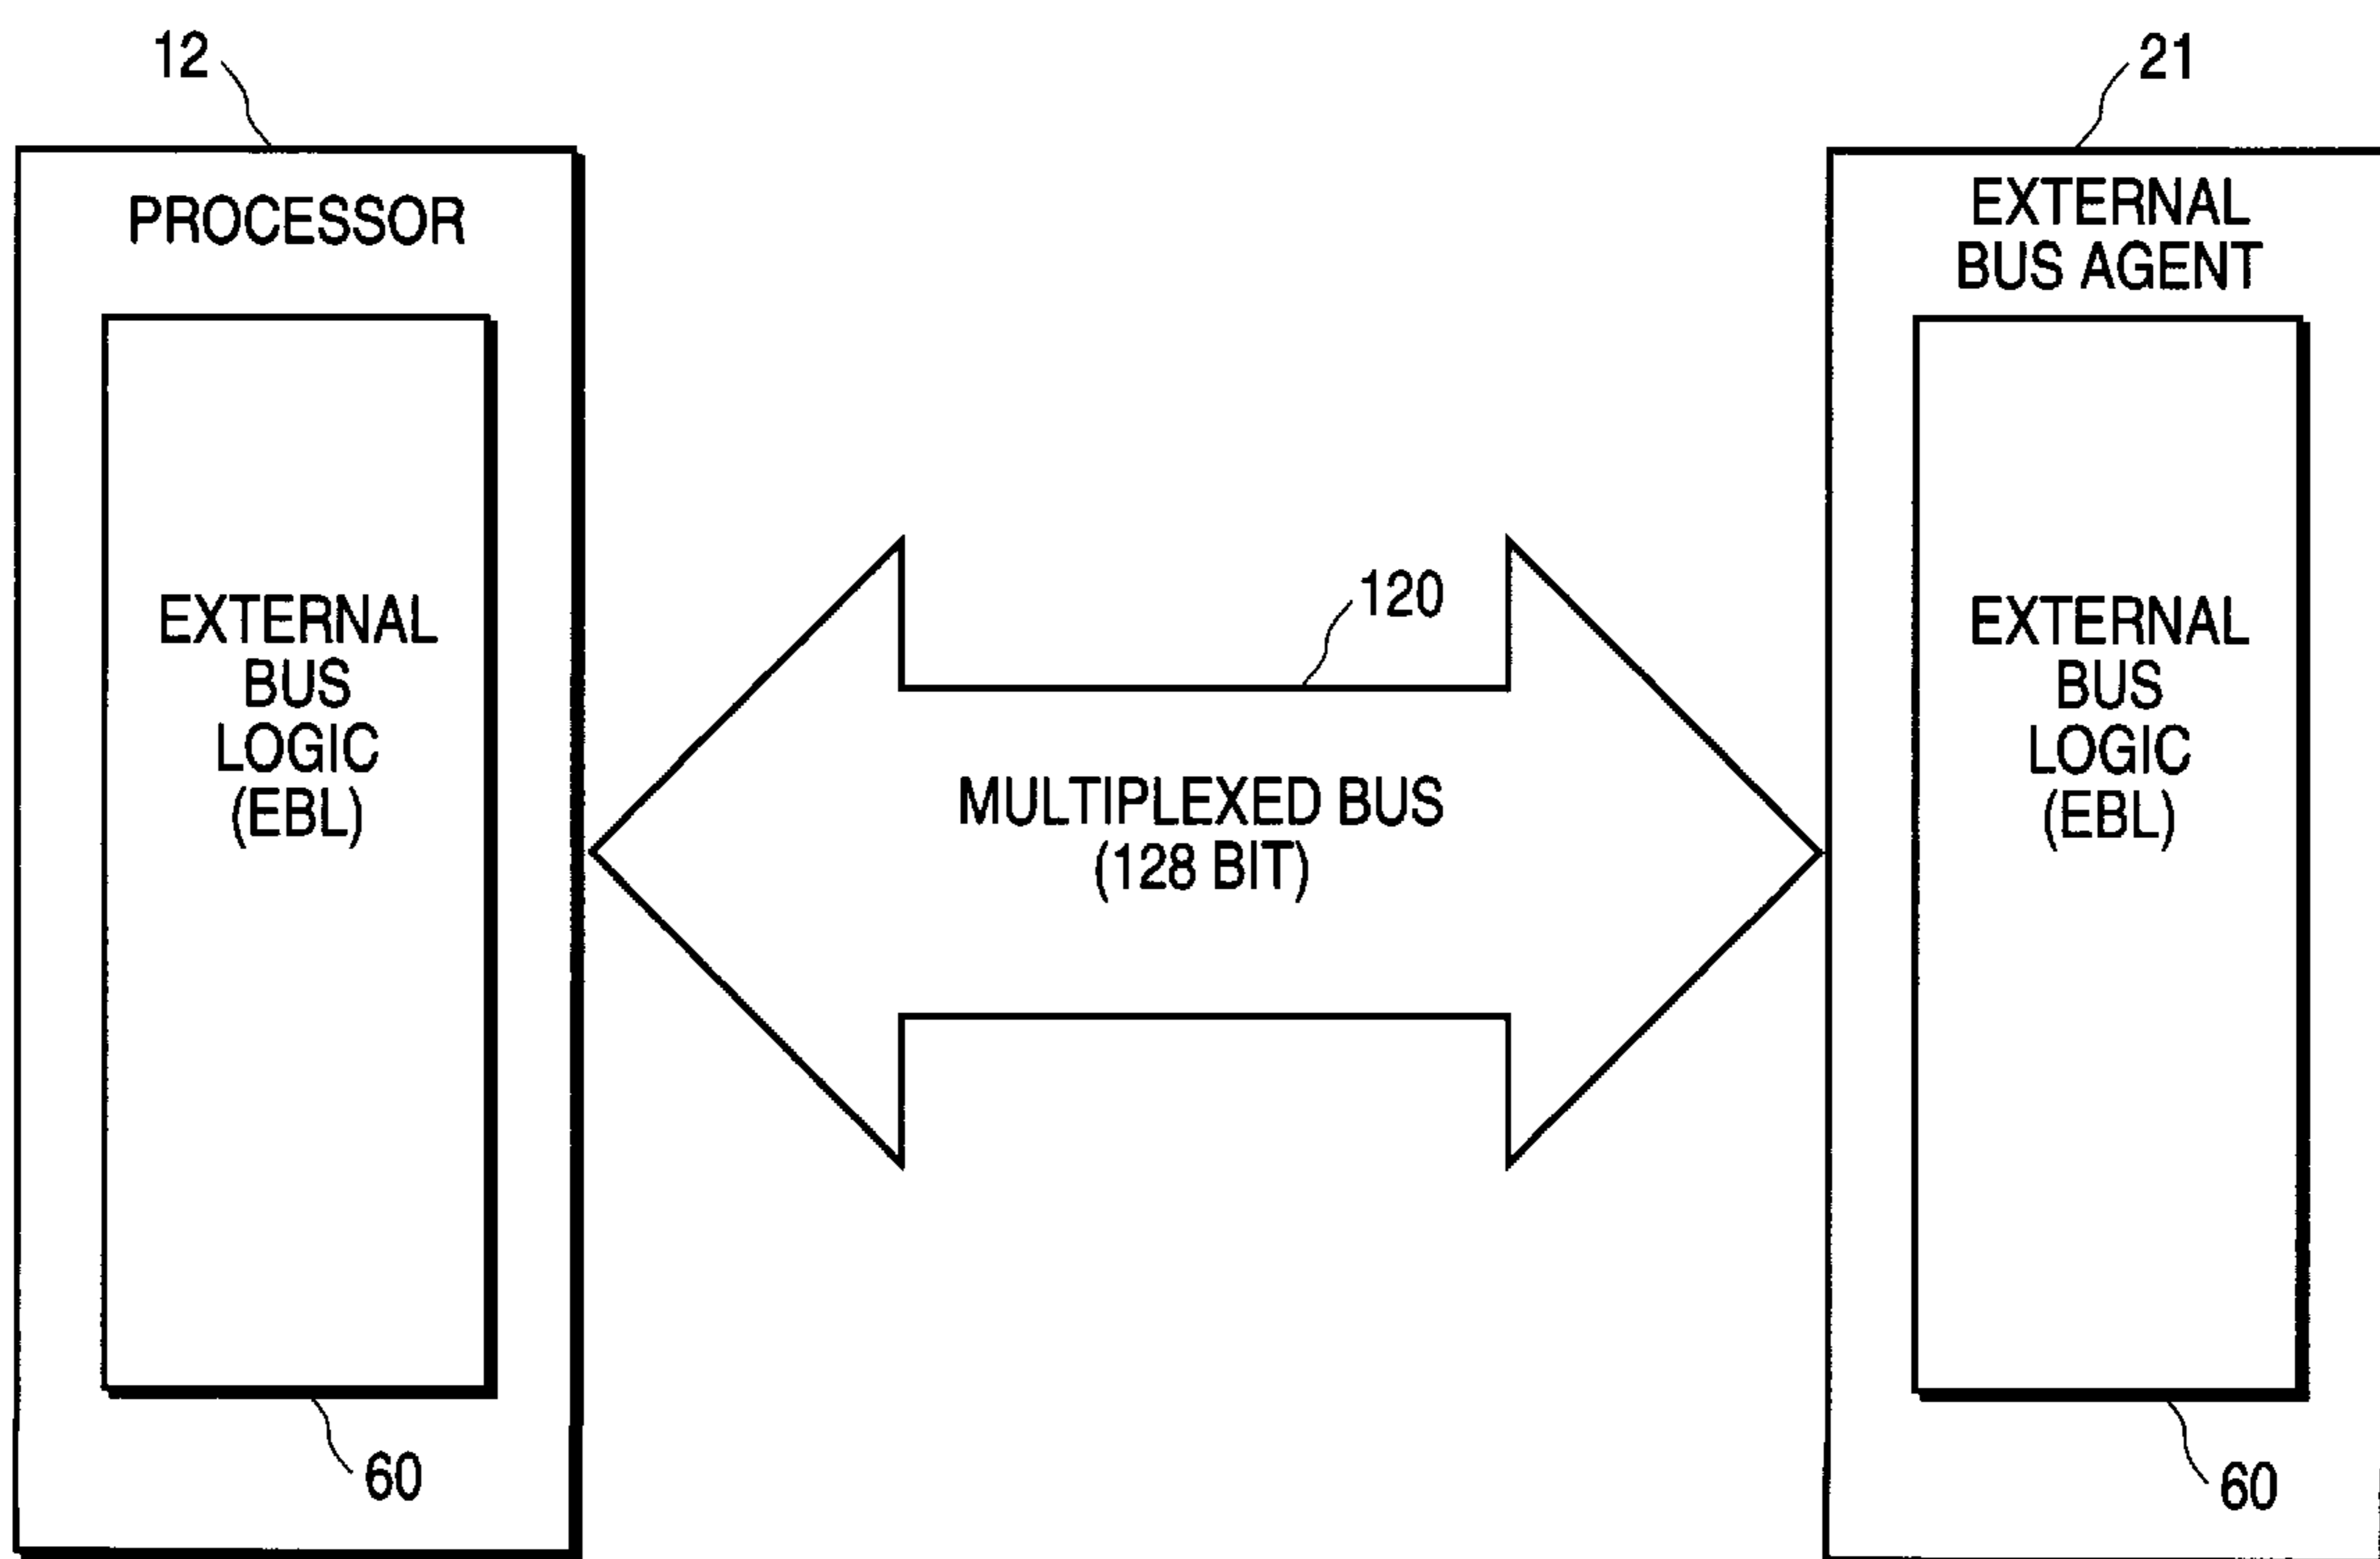 12
PROCESSOR
EXTERNAL
BUS
LOGIC
(EBL)
60
120
MULTIPLEXED BUS
(128 BIT)
21
EXTERNAL
BUS AGENT
EXTERNAL
BUS
LOGIC
(EBL)
60